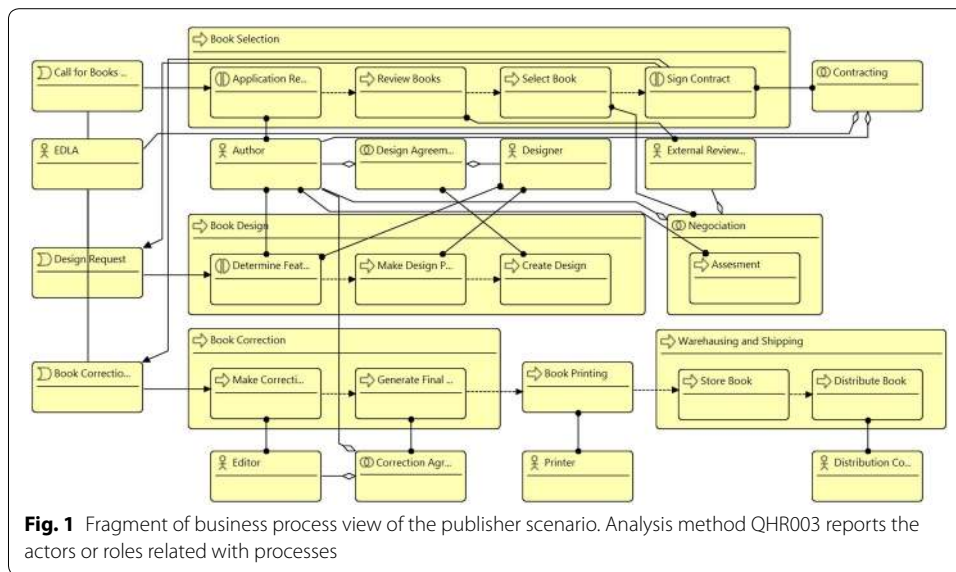 Book Selection
Call for Books ...
Application Re...
Review Books
Select Book
Sign Contract
Contracting
EDLA
Author
Design Agreem...
Designer
External Review...
Book Design
Negociation
Design Request
Determine Feat...
Make Design P...
Create Design
Assesment
Book Correction
Warehausing and Shipping
Book Correctio...
Make Correcti...
Generate Final ...
Book Printing
Store Book
Distribute Book
Editor
Correction Agr...
Printer
Distribution Co...
Fig. 1 Fragment of business process view of the publisher scenario. Analysis method QHR003 reports the
actors or roles related with processes